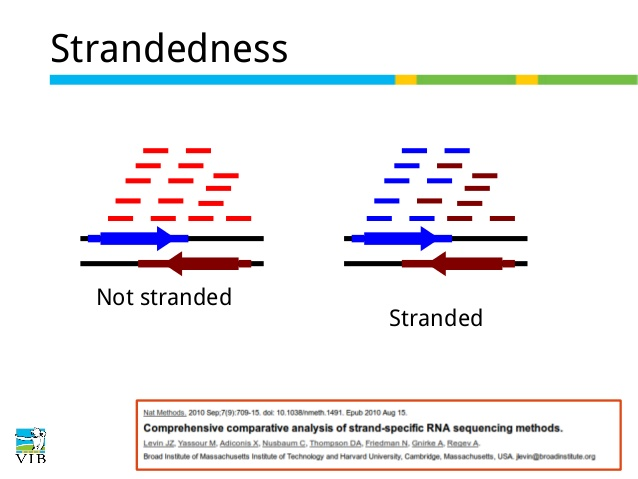 Strandedness
Not stranded
Stranded
Nat Methods. 2010 Sep;7(9):709-15. doi: 10.1038/nmeth.1491. Epub 2010 Aug 15.
Comprehensive comparative analysis of strand-specific RNA sequencing methods.
Levin JZ, Yassour M, Adiconis X, Nusbaum C, Thompson DA, Friedman N, Gnirke A, Regev A.
Broad Institute of Massachusetts Institute of Technology and Harvard University, Cambridge, Massachusetts, USA. jlevin@broadinstitute.org
VIB